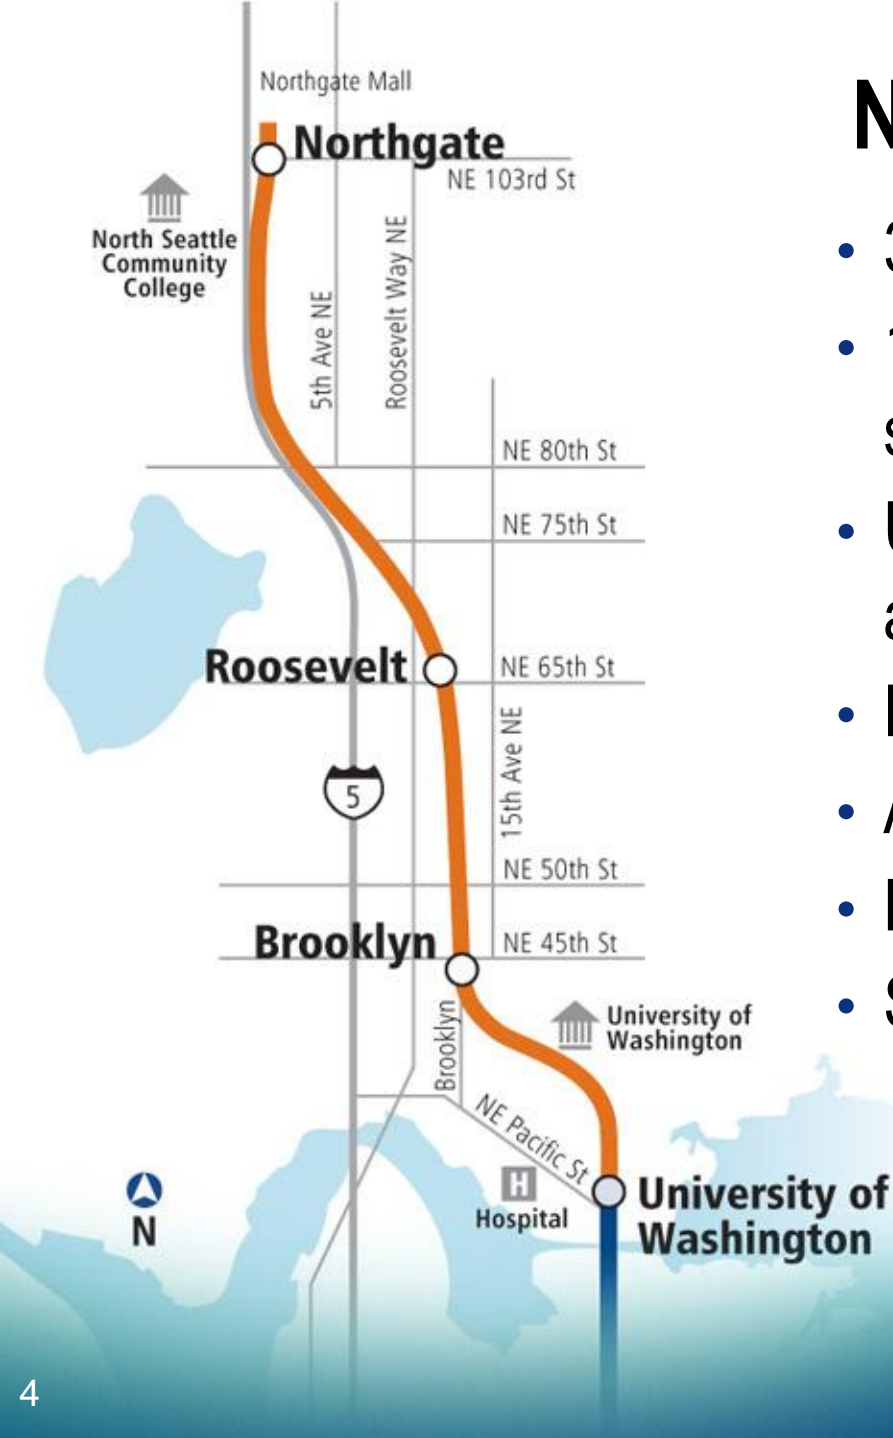 Northgate Mall
Northgate
NE 103rd St
North Seattle
Community
College
5th Ave NE
Roosevelt Way NE
NE 80th St
NE 75th St
Roosevelt
NE 65th St
5
15th Ave NE
NE 50th St
Brooklyn
NE 45th St
University of
Washington
Brooklyn
NE Pacific St
H
Hospital
University of
Washington
N
4